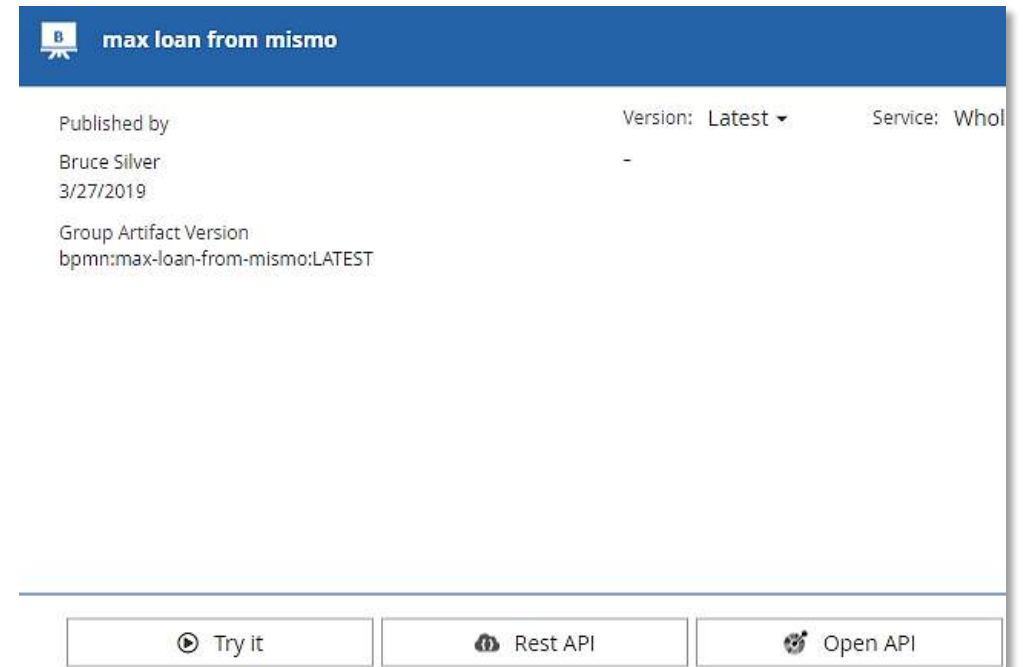 B
max loan from mismo
Published by
Version: Latest
Service: Whol
Bruce Silver
-
3/27/2019
Group Artifact Version
bpmn:max-loan-from-mismo:LATEST
Try it
Rest API
Open API